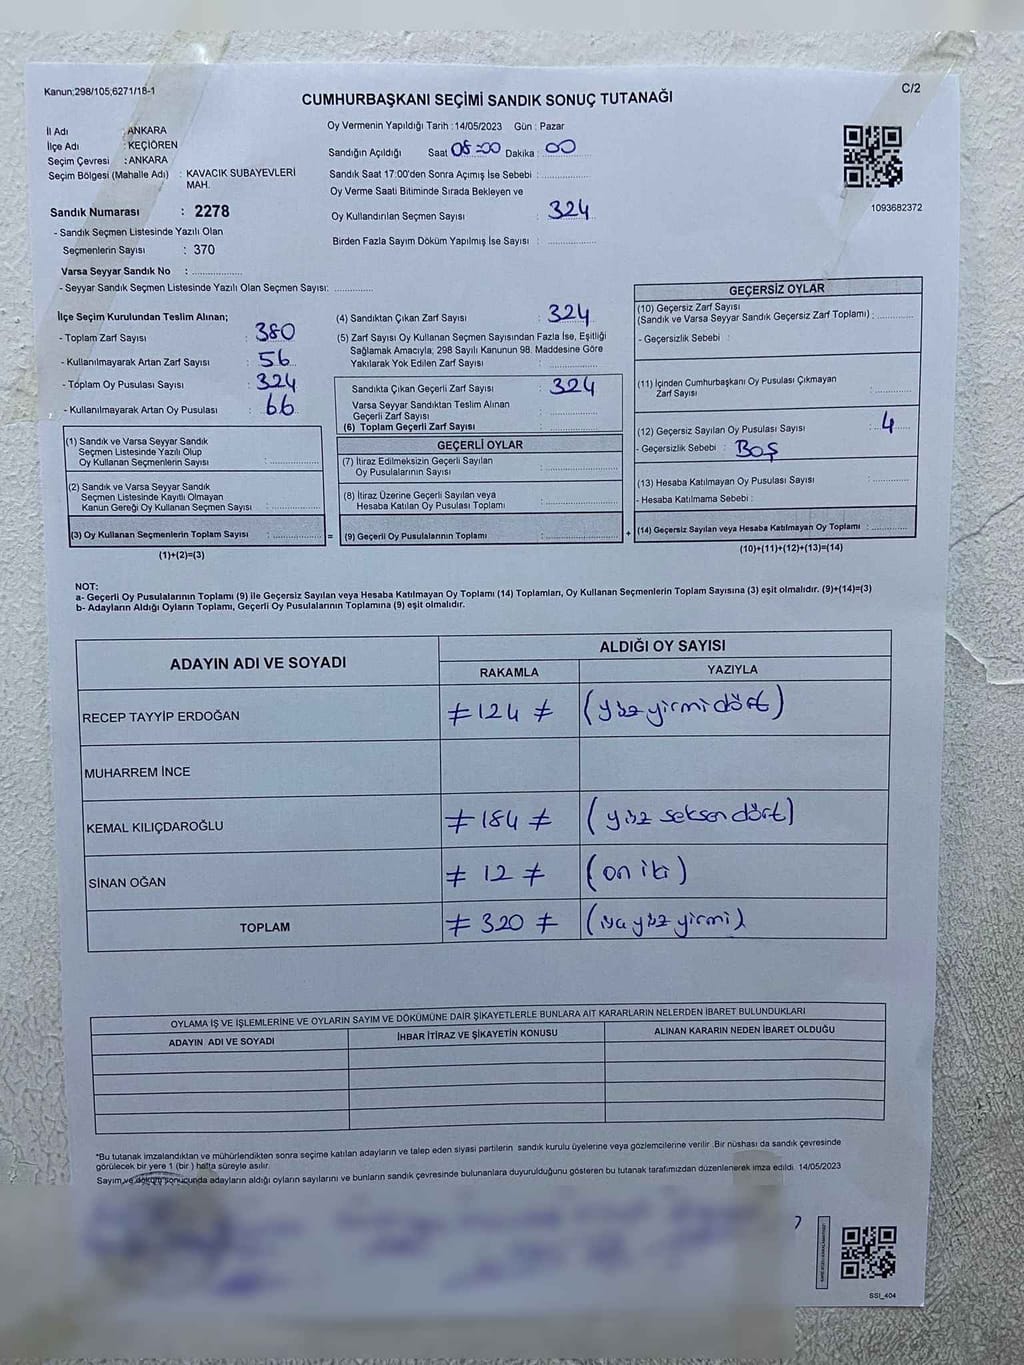 Kanun:298/105;6271/18-1
C/2
CUMHURBAŞKANI SEÇİMİ SANDIK SONUÇ TUTANAĞI
İl Adı : ANKARA
İlçe Adı : KEÇİÖREN
Seçim Çevresi : ANKARA
Seçim Bölgesi (Mahalle Adı) : KAVACIK SUBAYEVLERİ
MAH.
Sandık Numarası : 2278
- Sandık Seçmen Listesinde Yazılı Olan
Seçmenlerin Sayısı : 370
Varsa Seyyar Sandık No : ..................
- Seyyar Sandık Seçmen Listesinde Yazılı Olan Seçmen Sayısı: ..............
Oy Vermenin Yapıldığı Tarih : 14/05/2023 Gün : Pazar
Sandığın Açıldığı Saat 08:00 Dakika : 00
Sandık Saat 17:00'den Sonra Açımış İse Sebebi : ................
Oy Verme Saati Bitiminde Sırada Bekleyen ve
Oy Kullandırılan Seçmen Sayısı : 324
Birden Fazla Sayım Döküm Yapılmış İse Sayısı : ................
1093682372
İlçe Seçim Kurulundan Teslim Alınan;
- Toplam Zarf Sayısı : 380
- Kullanılmayarak Artan Zarf Sayısı : 56
- Toplam Oy Pusulası Sayısı : 324
- Kullanılmayarak Artan Oy Pusulası : 66
(1) Sandık ve Varsa Seyyar Sandık
Seçmen Listesinde Yazılı Olup
Oy Kullanan Seçmenlerin Sayısı : ................
(2) Sandık ve Varsa Seyyar Sandık
Seçmen Listesinde Kayıtlı Olmayan
Kanun Gereği Oy Kullanan Seçmen Sayısı : ................
(3) Oy Kullanan Seçmenlerin Toplam Sayısı : ................ =
(1)+(2)=(3)
(4) Sandıktan Çıkan Zarf Sayısı : 324
(5) Zarf Sayısı Oy Kullanan Seçmen Sayısından Fazla İse, Eşitliği
Sağlamak Amacıyla; 298 Sayılı Kanunun 98. Maddesine Göre
Yakılarak Yok Edilen Zarf Sayısı : ................
Sandıkta Çıkan Geçerli Zarf Sayısı : 324
Varsa Seyyar Sandıktan Teslim Alınan
Geçerli Zarf Sayısı : ................
(6) Toplam Geçerli Zarf Sayısı : ................
GEÇERLİ OYLAR
(7) İtiraz Edilmeksizin Geçerli Sayılan
Oy Pusulalarının Sayısı : ................
(8) İtiraz Üzerine Geçerli Sayılan veya
Hesaba Katılan Oy Pusulası Toplamı : ................
(9) Geçerli Oy Pusulalarının Toplamı : ................ +
GEÇERSİZ OYLAR
(10) Geçersiz Zarf Sayısı
(Sandık ve Varsa Seyyar Sandık Geçersiz Zarf Toplamı) : ............
- Geçersizlik Sebebi :
(11) İçinden Cumhurbaşkanı Oy Pusulası Çıkmayan
Zarf Sayısı : ............
(12) Geçersiz Sayılan Oy Pusulası Sayısı : 4
- Geçersizlik Sebebi : BOŞ
(13) Hesaba Katılmayan Oy Pusulası Sayısı : ............
- Hesaba Katılmama Sebebi :
(14) Geçersiz Sayılan veya Hesaba Katılmayan Oy Toplamı : ............
(10)+(11)+(12)+(13)=(14)
NOT:
a- Geçerli Oy Pusulalarının Toplamı (9) ile Geçersiz Sayılan veya Hesaba Katılmayan Oy Toplamı (14) Toplamları, Oy Kullanan Seçmenlerin Toplam Sayısına (3) eşit olmalıdır. (9)+(14)=(3)
b- Adayların Aldığı Oyların Toplamı, Geçerli Oy Pusulalarının Toplamına (9) eşit olmalıdır.
ADAYIN ADI VE SOYADI
ALDIĞI OY SAYISI
RAKAMLA YAZIYLA
RECEP TAYYİP ERDOĞAN ≠ 124 ≠ (yüz yirmi dört)
MUHARREM İNCE
KEMAL KILIÇDAROĞLU ≠ 184 ≠ (yüz seksen dört)
SİNAN OĞAN ≠ 12 ≠ (on iki)
TOPLAM ≠ 320 ≠ (yüz yirmi)
OYLAMA İŞ VE İŞLEMLERİNE VE OYLARIN SAYIM VE DÖKÜMÜNE DAİR ŞİKAYETLERLE BUNLARA AİT KARARLARIN NELERDEN İBARET BULUNDUKLARI
ADAYIN ADI VE SOYADI İHBAR İTİRAZ VE ŞİKAYETİN KONUSU ALINAN KARARIN NEDEN İBARET OLDUĞU
*Bu tutanak imzalandıktan ve mühürlendikten sonra seçime katılan adayların ve talep eden siyasi partilerin sandık kurulu üyelerine veya gözlemcilerine verilir. Bir nüshası da sandık çevresinde
görülecek bir yere 1 (bir ) hafta süreyle asılır.
Sayım ve döküm sonucunda adayların aldığı oyların sayılarını ve bunların sandık çevresinde bulunanlara duyurulduğunu gösteren bu tutanak tarafımızdan düzenlenerek imza edildi. 14/05/2023
SSI_404